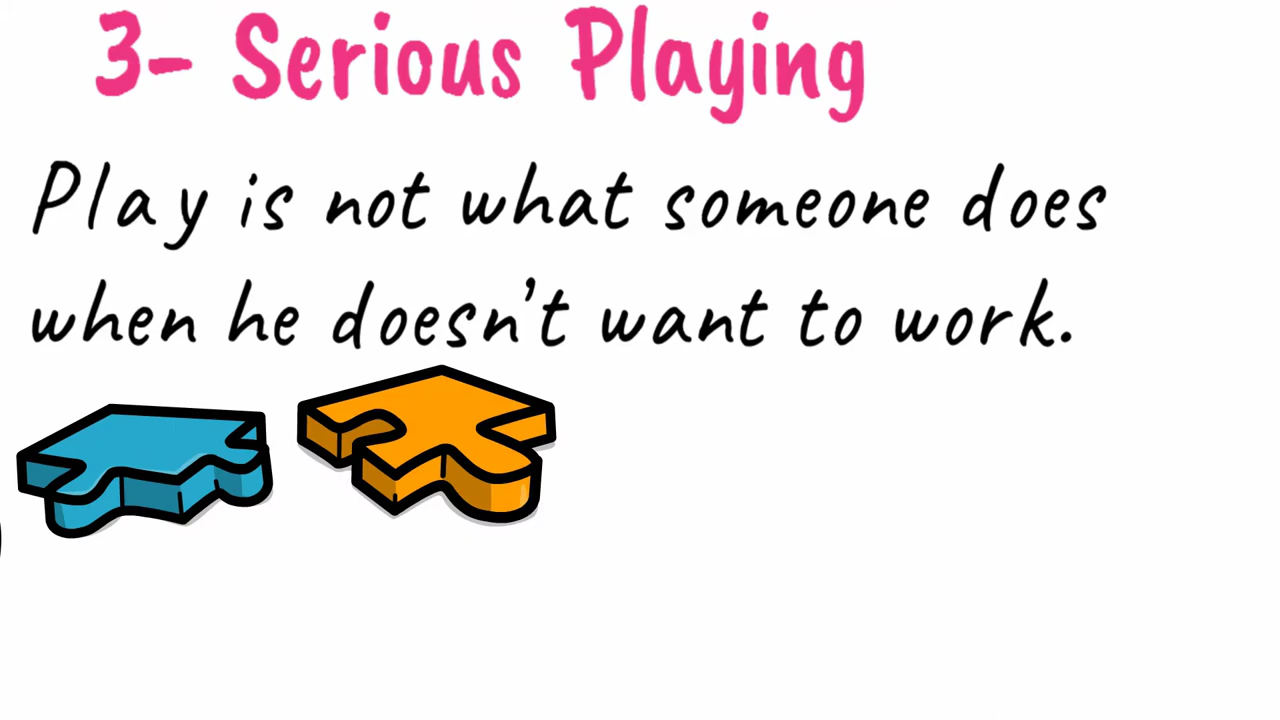 3- Serious Playing
Play is not what someone does
when he doesn't want to work.